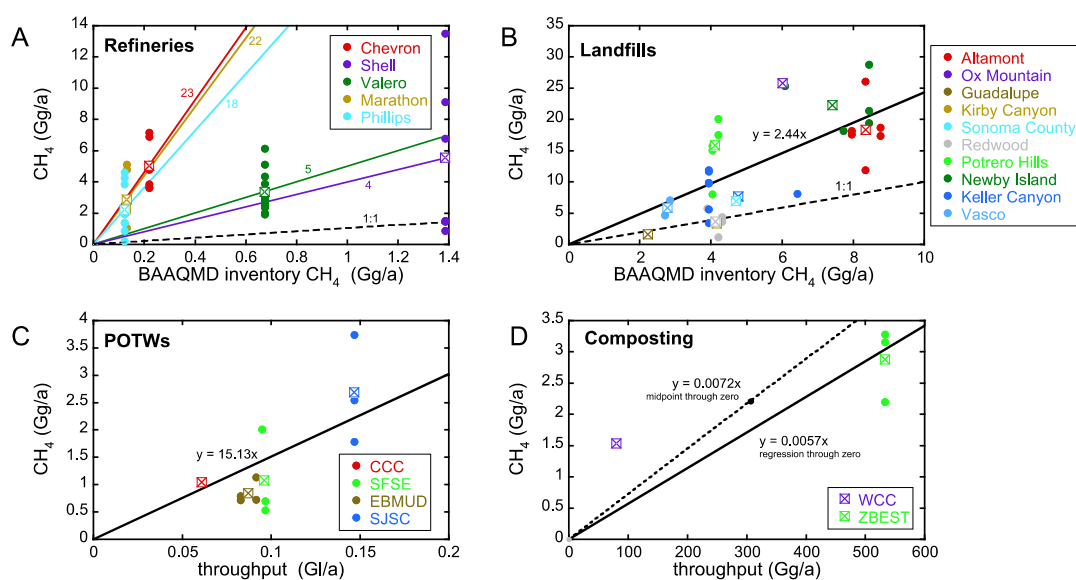 A
Refineries
Chevron
Shell
Valero
Marathon
Phillips
22
23
18
5
4
1:1
14
12
10
8
6
4
2
0
0
0.2
0.4
0.6
0.8
1
1.2
1.4
CH4 (Gg/a)
BAAQMD inventory CH4 (Gg/a)
B
Landfills
35
30
25
20
15
10
5
0
0
2
4
6
8
10
y = 2.44x
1:1
CH4 (Gg/a)
BAAQMD inventory CH4 (Gg/a)
Altamont
Ox Mountain
Guadalupe
Kirby Canyon
Sonoma County
Redwood
Potrero Hills
Newby Island
Keller Canyon
Vasco
C
POTWs
4
3.5
3
2.5
2
1.5
1
0.5
0
0
0.05
0.1
0.15
0.2
y = 15.13x
CCC
SFSE
EBMUD
SJSC
CH4 (Gg/a)
throughput (Gl/a)
D
Composting
3.5
3
2.5
2
1.5
1
0.5
0
0
100
200
300
400
500
600
y = 0.0072x
midpoint through zero
y = 0.0057x
regression through zero
WCC
ZBEST
CH4 (Gg/a)
throughput (Gg/a)